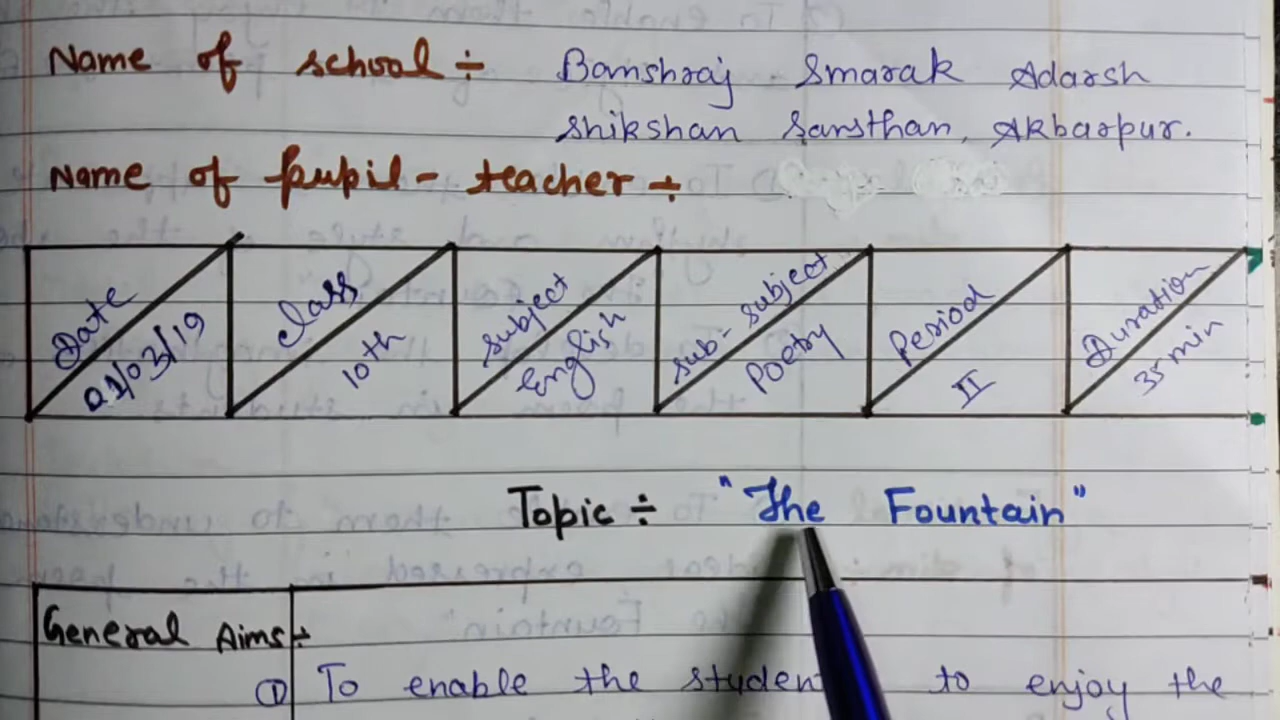 Name of school ÷ Bamshraj Smarak Adarsh
Shikshan Sansthan, Akbarpur.
Name of pupil - teacher ÷
Date 01/03/19 Class 10th Subject English Sub-subject Poetry Period II Duration 35 min
Topic ÷ "The Fountain"
General Aims ÷
① To enable the student to enjoy the